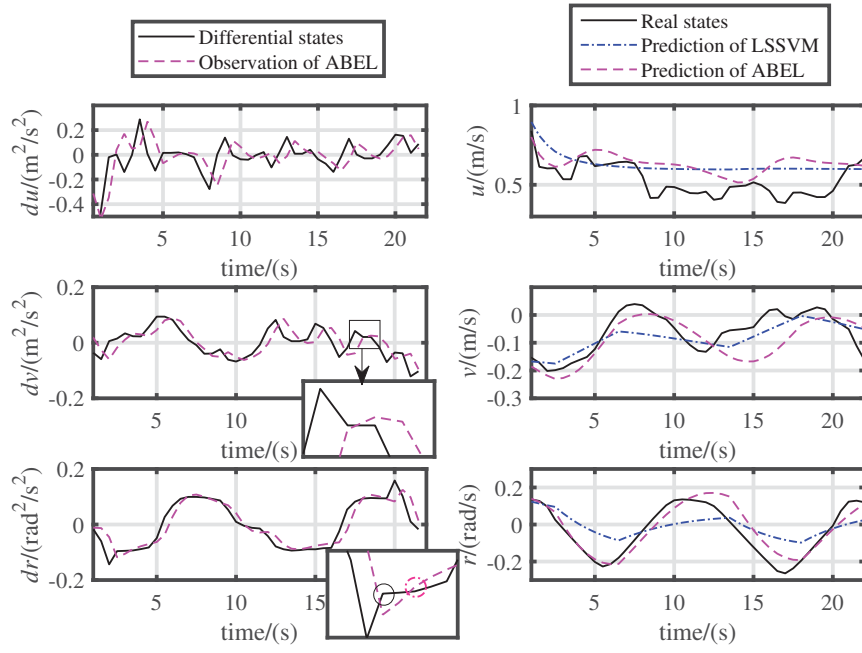 Differential states
Observation of ABEL
Real states
Prediction of LSSVM
Prediction of ABEL
0.2
0
-0.2
-0.4
du/(m²/s²)
5 10 15 20
time/(s)
1
0.5
u/(m/s)
5 10 15 20
time/(s)
0.2
0
-0.2
dv/(m²/s²)
5 10
time/(s)
0
-0.1
-0.2
-0.3
v/(m/s)
5 10 15 20
time/(s)
0.2
0
-0.2
dr/(rad²/s²)
5 10 15
time/(s)
0.2
0
-0.2
r/(rad/s)
5 10 15 20
time/(s)